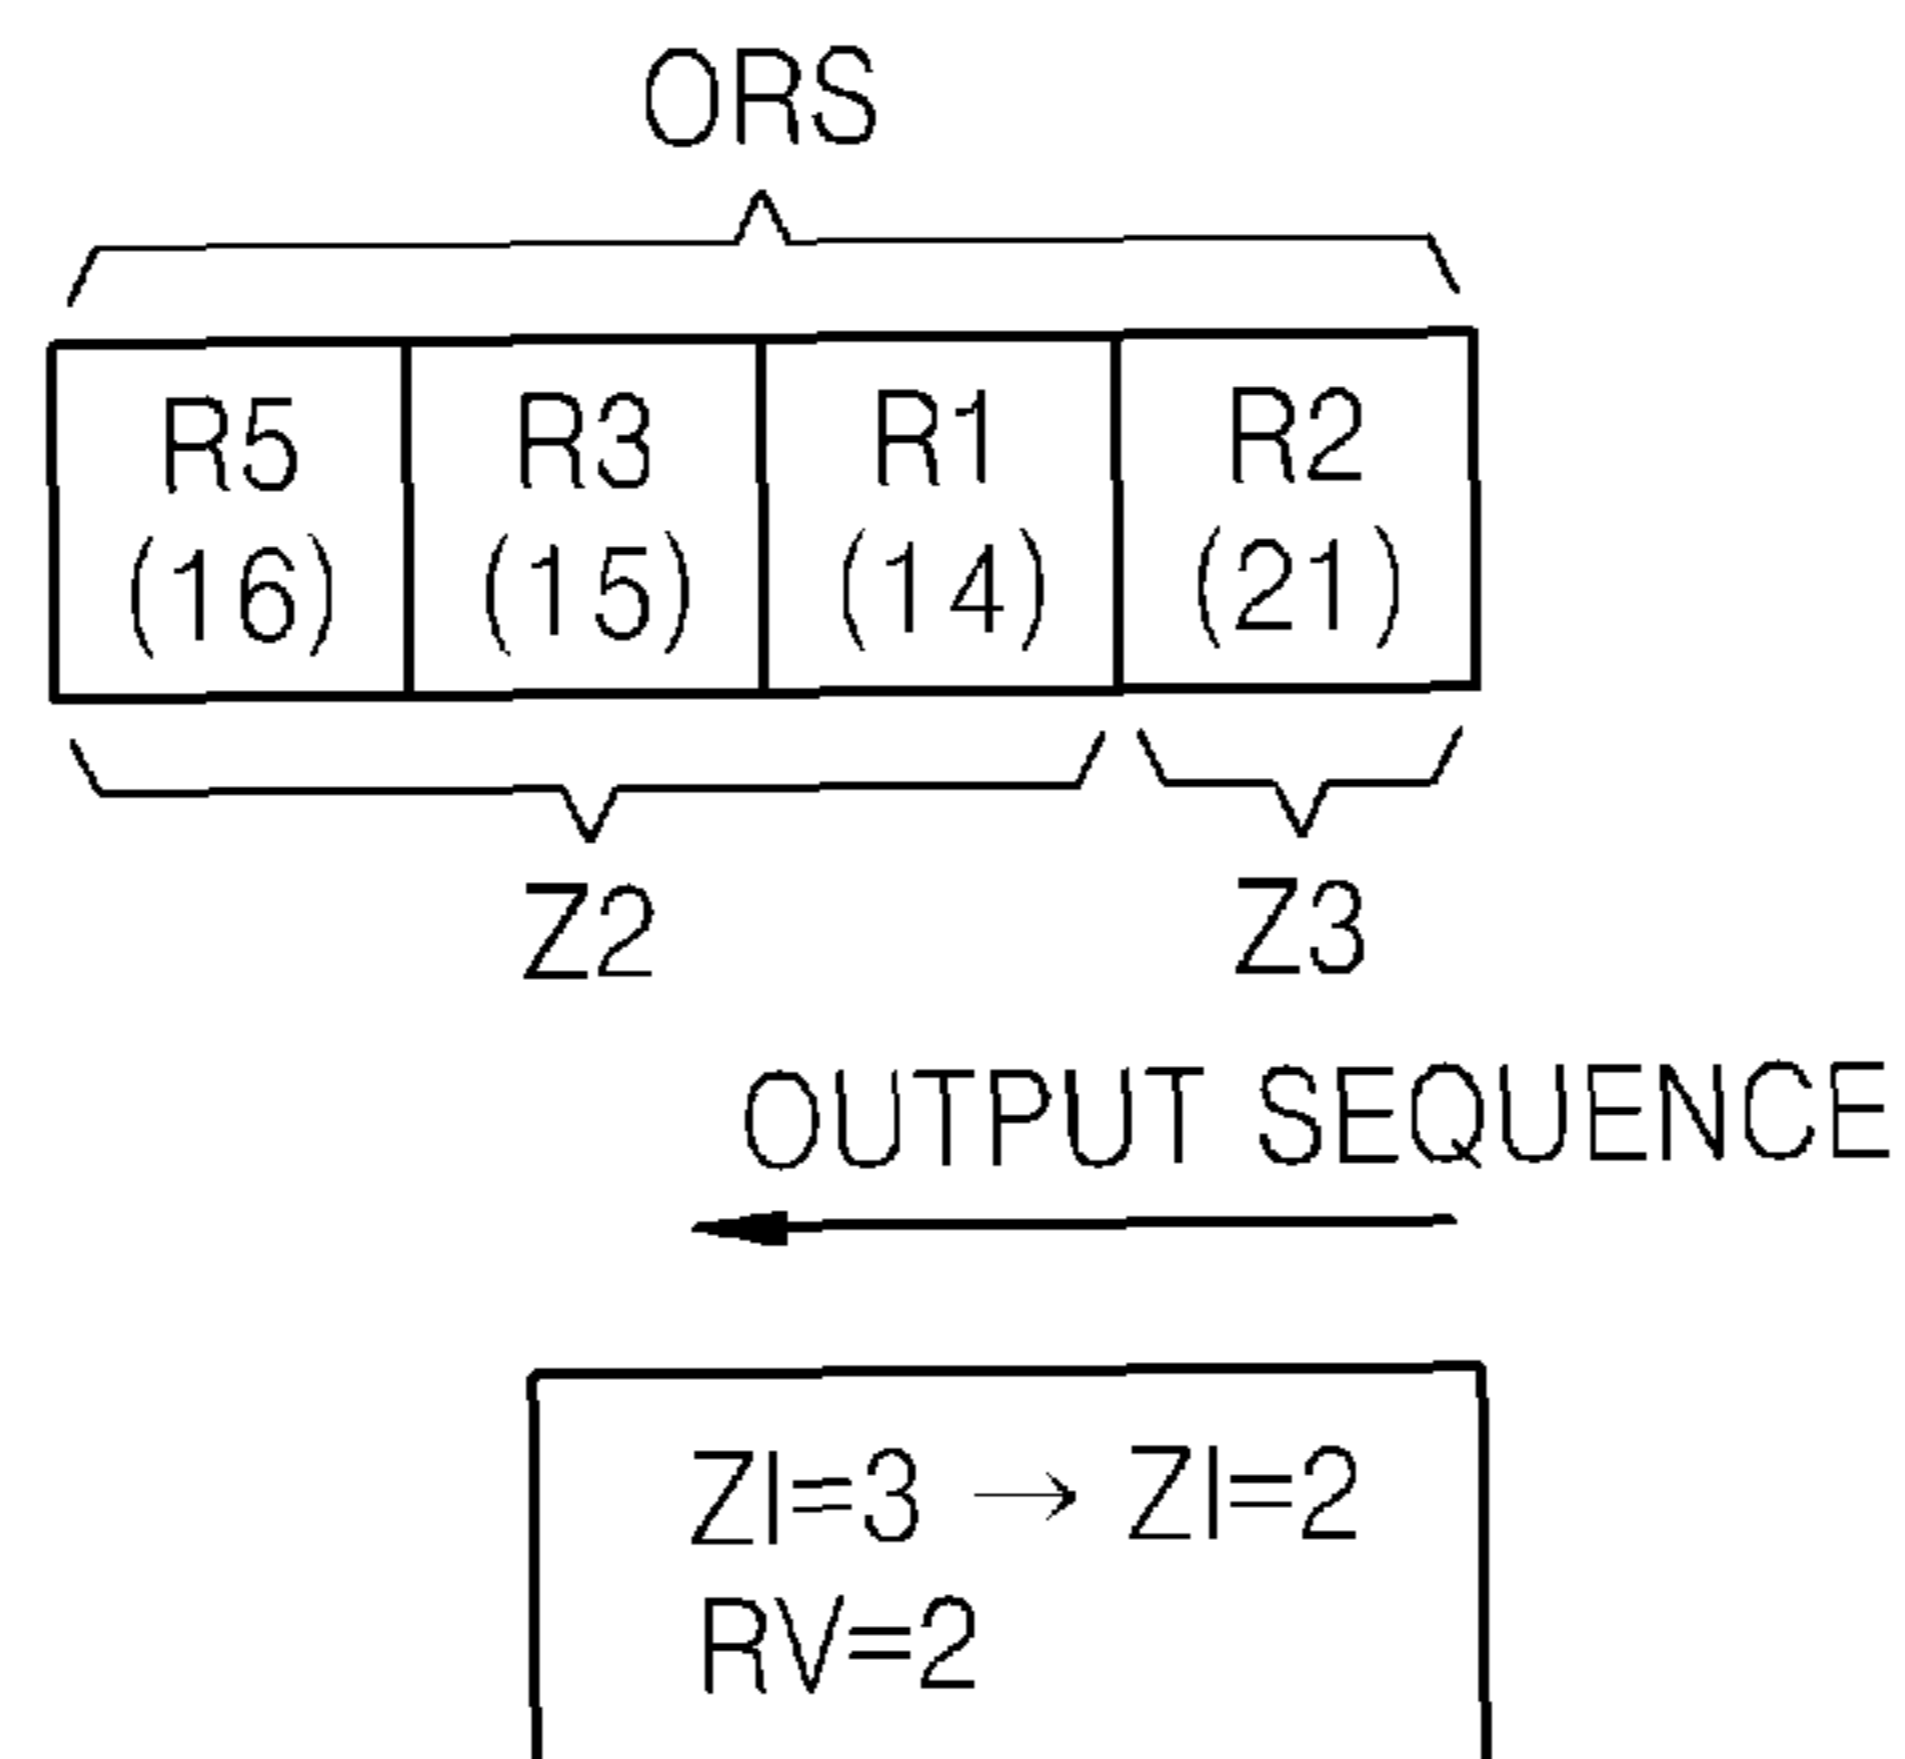 ORS
R5 R3 R1 R2
(16) (15) (14) (21)
Z2 Z3
OUTPUT SEQUENCE
ZI=3 → ZI=2
RV=2